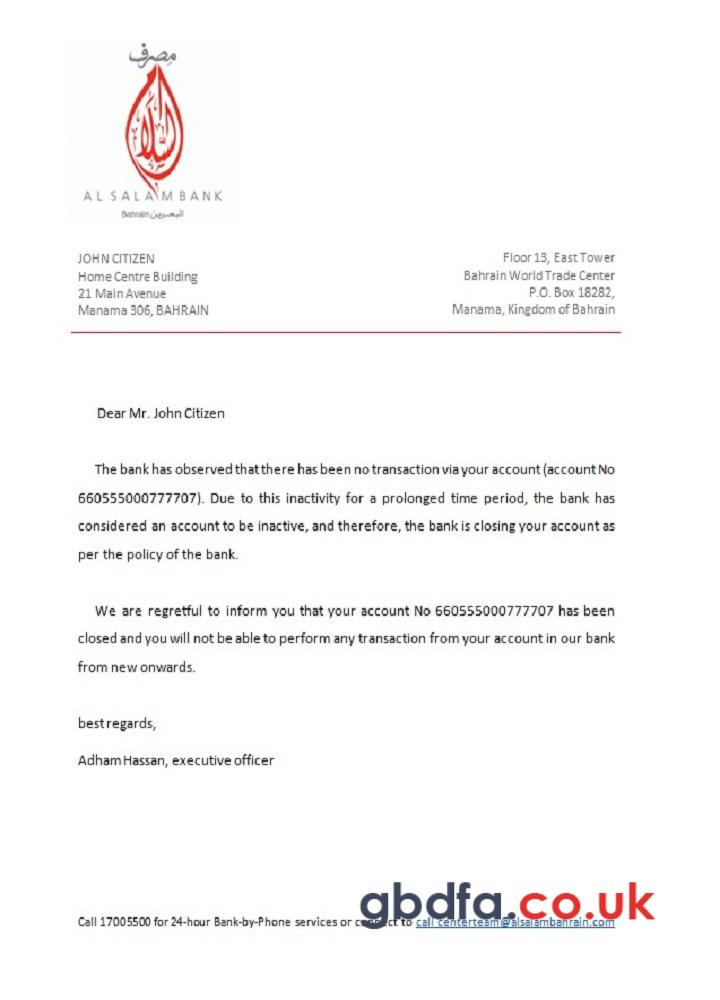 مصرف
السلام
AL SALAM BANK
Bahrain البحرين
JOHN CITIZEN
Home Centre Building
21 Main Avenue
Manama 306, BAHRAIN
Floor 13, East Tower
Bahrain World Trade Center
P.O. Box 18282,
Manama, Kingdom of Bahrain
Dear Mr. John Citizen
The bank has observed that there has been no transaction via your account (account No
660555000777707). Due to this inactivity for a prolonged time period, the bank has
considered an account to be inactive, and therefore, the bank is closing your account as
per the policy of the bank.
We are regretful to inform you that your account No 660555000777707 has been
closed and you will not be able to perform any transaction from your account in our bank
from new onwards.
best regards,
Adham Hassan, executive officer
gbdfa.co.uk
Call 17005500 for 24-hour Bank-by-Phone services or to call centerteam@alsalambahrain.com